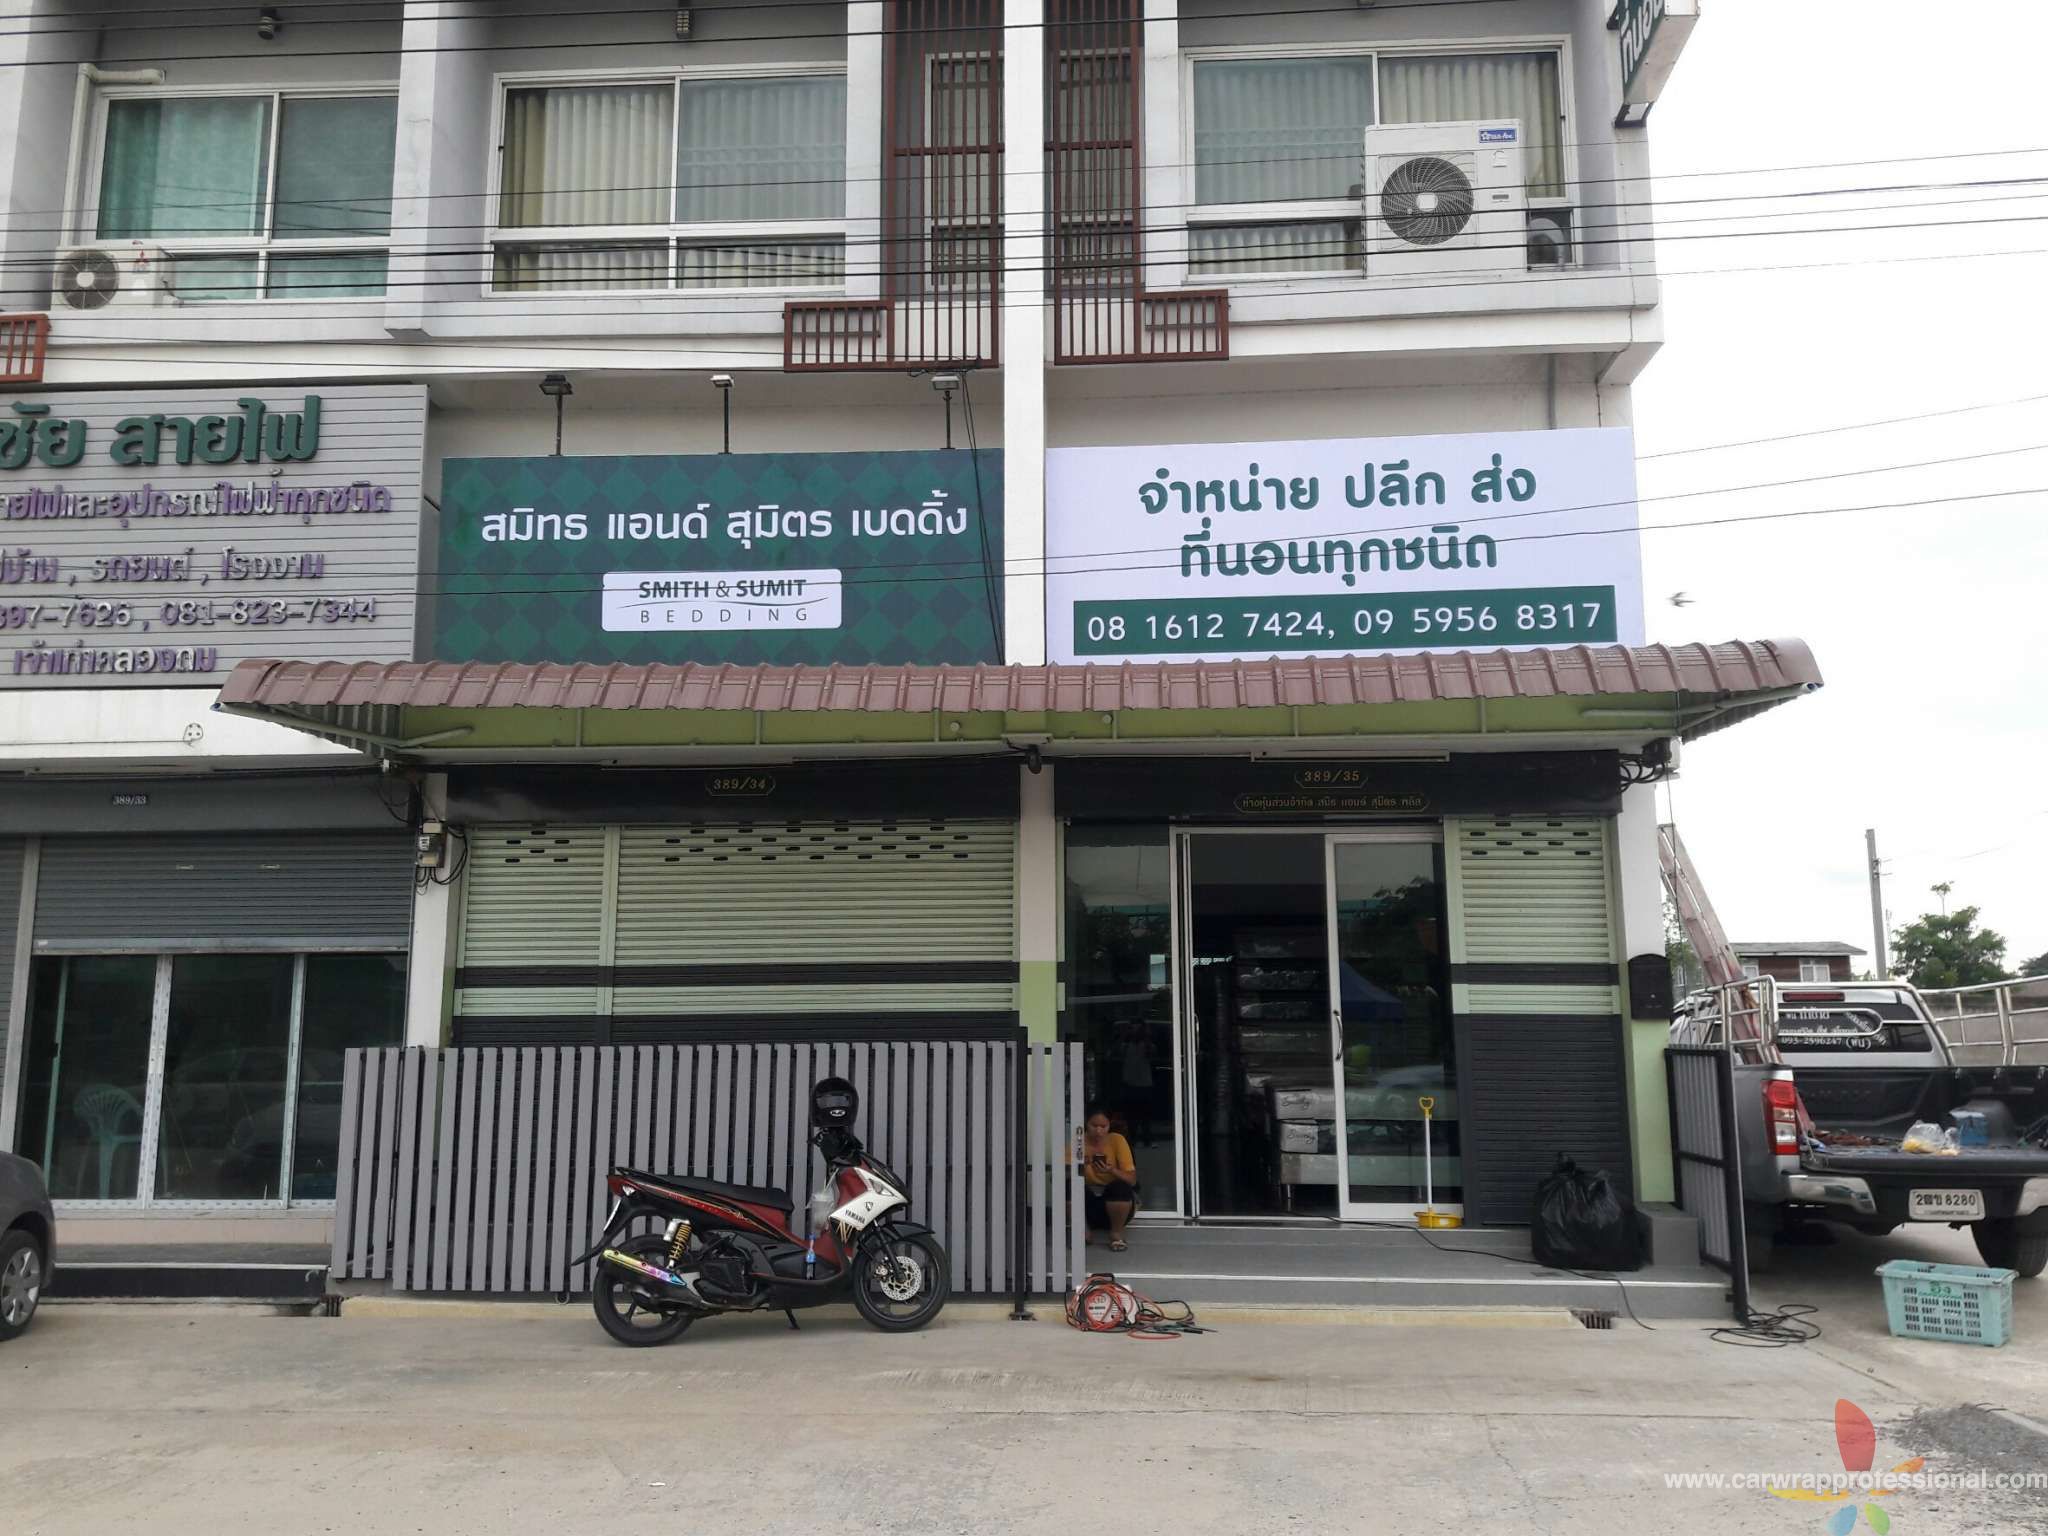 ที่นอน
ชัย สายไฟ
สายไฟและอุปกรณ์ไฟฟ้าทุกชนิด
บ้าน , รถยนต์ , โรงงาน
397-7626 , 081-823-7344
เจ้าเก่าคลองถม
สมิทธ แอนด์ สุมิตร เบดดิ้ง
SMITH & SUMIT
BEDDING
จำหน่าย ปลีก ส่ง
ที่นอนทุกชนิด
08 1612 7424, 09 5956 8317
389/33
389/34
389/35
ห้างหุ้นส่วนจำกัด สมิธ แอนด์ สุมิตร พลัส
093-2596247
8280
YAMAHA
www.carwrapprofessional.com